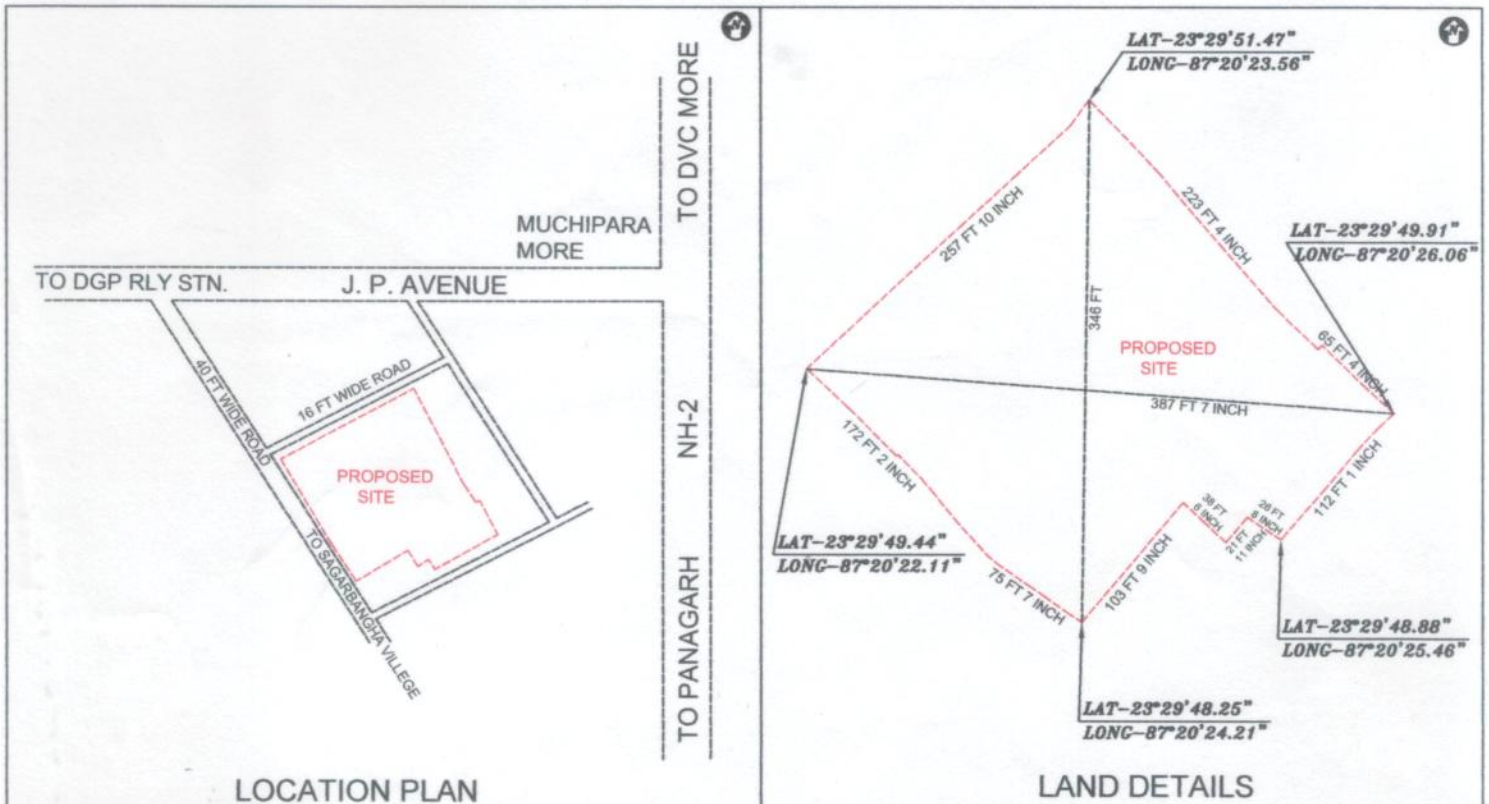 N
TO DVC MORE
MUCHIPARA
MORE
TO DGP RLY STN.
J. P. AVENUE
40 FT WIDE ROAD
16 FT WIDE ROAD
NH-2
PROPOSED
SITE
TO SAGARBANGHA VILLEGE
TO PANAGARH
LOCATION PLAN
N
LAT-23°29'51.47"
LONG-87°20'23.56"
257 FT 10 INCH
223 FT 4 INCH
LAT-23°29'49.91"
LONG-87°20'26.06"
346 FT
PROPOSED
SITE
65 FT 4 INCH
387 FT 7 INCH
172 FT 2 INCH
112 FT 1 INCH
38 FT
6 INCH
21 FT
11 INCH
26 FT
8 INCH
LAT-23°29'49.44"
LONG-87°20'22.11"
75 FT 7 INCH
103 FT 9 INCH
LAT-23°29'48.88"
LONG-87°20'25.46"
LAT-23°29'48.25"
LONG-87°20'24.21"
LAND DETAILS